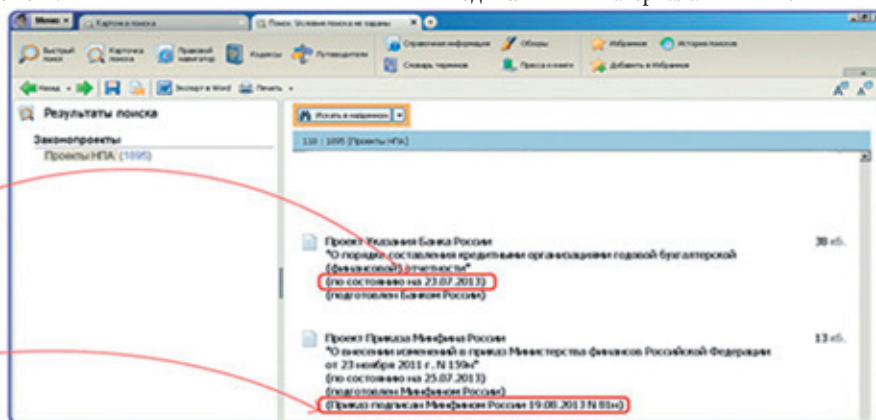 Меню
Карточка поиска
Поиск. Условия поиска не заданы
Быстрый поиск
Карточка поиска
Правовой навигатор
Кодексы
Путеводители
Справочная информация
Словарь терминов
Обзоры
Пресса и книги
Избранное
Добавить в Избранное
История поисков
Назад
Экспорт в Word
Печать
Результаты поиска
Законопроекты
Проекты НПА (1895)
Искать в найденном
1895 [Проекты НПА]
Проект Указания Банка России
38 кб.
"О порядке составления кредитными организациями годовой бухгалтерской
(финансовой) отчетности"
(по состоянию на 23.07.2013)
(подготовлен Банком России)
Проект Приказа Минфина России
13 кб.
"О внесении изменений в приказ Министерства финансов Российской Федерации
от 23 ноября 2011 г. N 159н"
(по состоянию на 25.07.2013)
(подготовлен Минфином России)
(Приказ подписан Минфином России 19.08.2013 N 81н)